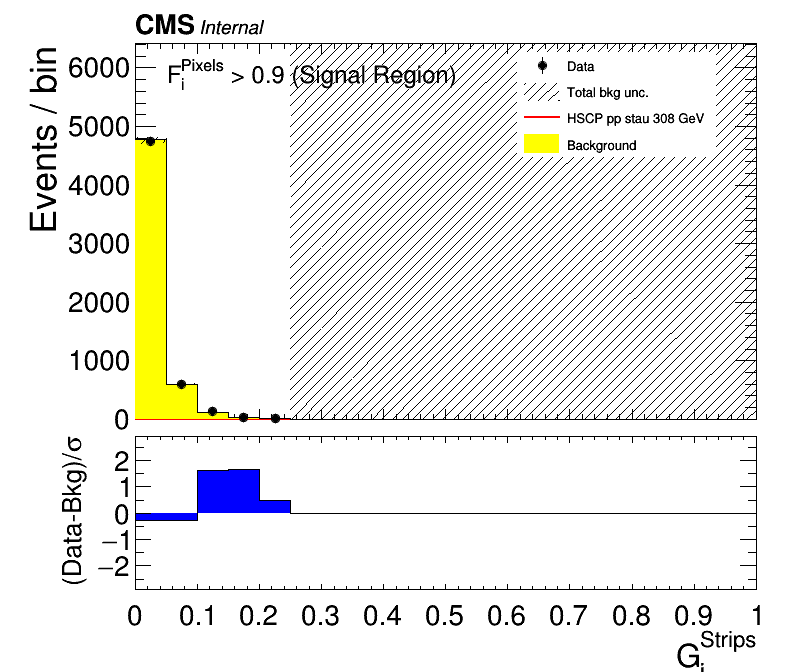 CMS Internal
Events / bin
6000
5000
4000
3000
2000
1000
0
F_i^Pixels > 0.9 (Signal Region)
Data
Total bkg unc.
HSCP pp stau 308 GeV
Background
(Data-Bkg)/σ
2
1
0
−1
−2
0 0.1 0.2 0.3 0.4 0.5 0.6 0.7 0.8 0.9 1
G_i^Strips